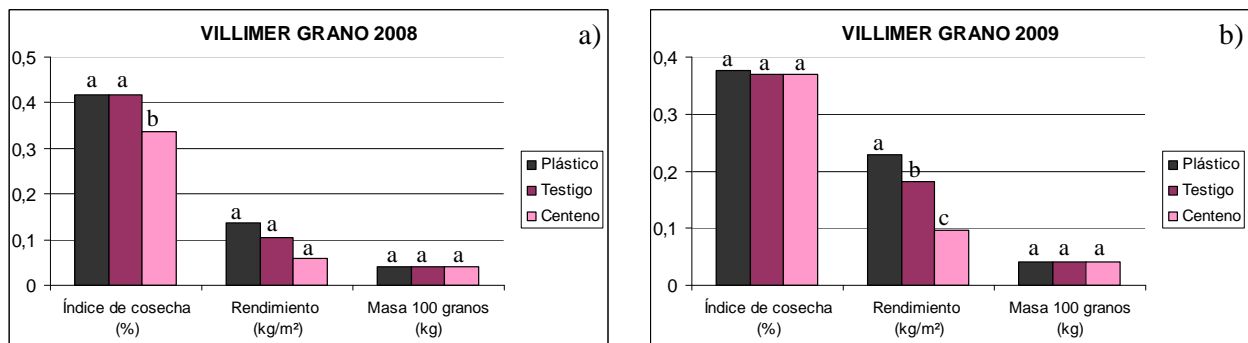 VILLIMER GRANO 2008
a)
0,5
0,4
0,3
0,2
0,1
0
a a b
a a a
a a a
Índice de cosecha
(%)
Rendimiento
(kg/m²)
Masa 100 granos
(kg)
Plástico
Testigo
Centeno
VILLIMER GRANO 2009
b)
0,4
0,3
0,2
0,1
0
a a a
a b c
a a a
Índice de cosecha
(%)
Rendimiento
(kg/m²)
Masa 100 granos
(kg)
Plástico
Testigo
Centeno